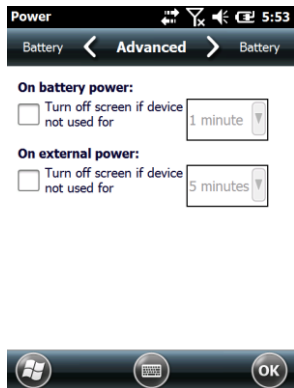 Power 5:53
Battery Advanced Battery
On battery power:
Turn off screen if device
not used for
1 minute
On external power:
Turn off screen if device
not used for
5 minutes
OK